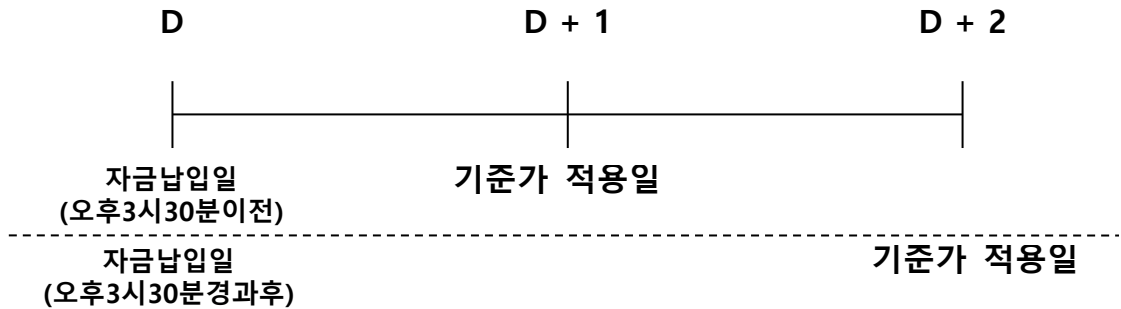 D D + 1 D + 2
자금납입일 기준가 적용일
(오후3시30분이전)
자금납입일 기준가 적용일
(오후3시30분경과후)